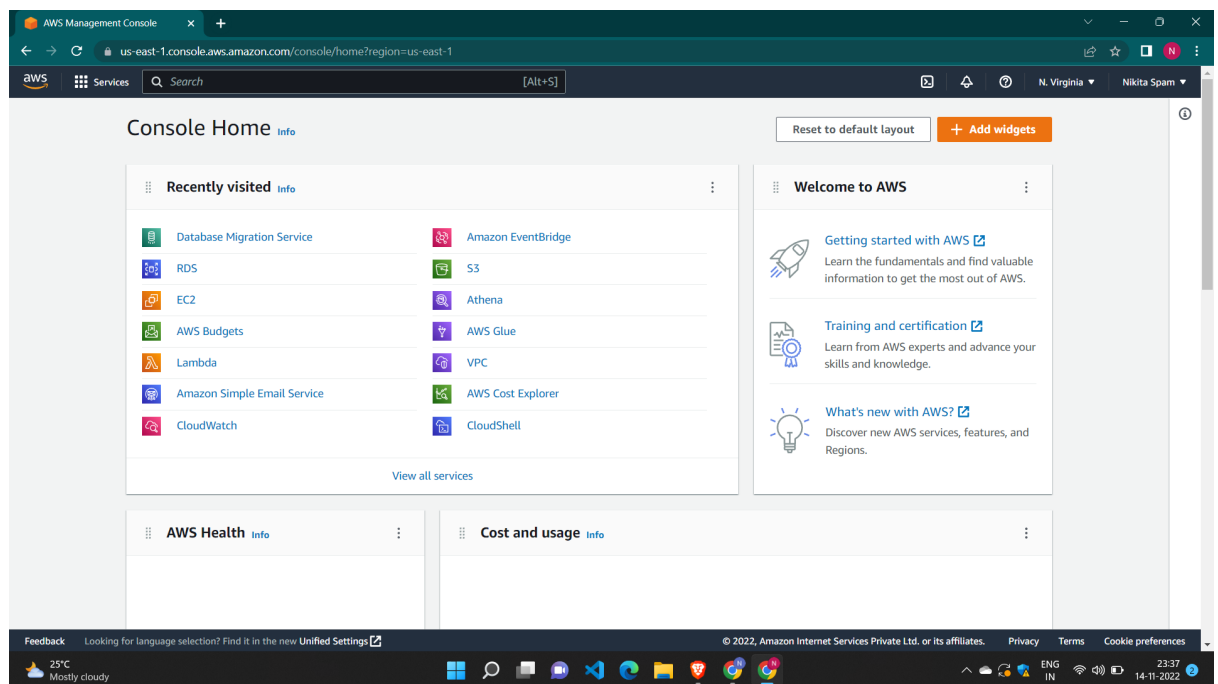 AWS Management Console
us-east-1.console.aws.amazon.com/console/home?region=us-east-1
N
aws
Services
Search
[Alt+S]
N. Virginia
Nikita Spam
Console Home Info
Reset to default layout
Add widgets
Recently visited Info
Database Migration Service
RDS
EC2
AWS Budgets
Lambda
Amazon Simple Email Service
CloudWatch
Amazon EventBridge
S3
Athena
AWS Glue
VPC
AWS Cost Explorer
CloudShell
View all services
Welcome to AWS
Getting started with AWS
Learn the fundamentals and find valuable
information to get the most out of AWS.
Training and certification
Learn from AWS experts and advance your
skills and knowledge.
What's new with AWS?
Discover new AWS services, features, and
Regions.
AWS Health Info
Cost and usage Info
Feedback
Looking for language selection? Find it in the new Unified Settings
© 2022, Amazon Internet Services Private Ltd. or its affiliates.
Privacy
Terms
Cookie preferences
25°C
Mostly cloudy
N
N
ENG
IN
23:37
14-11-2022
2